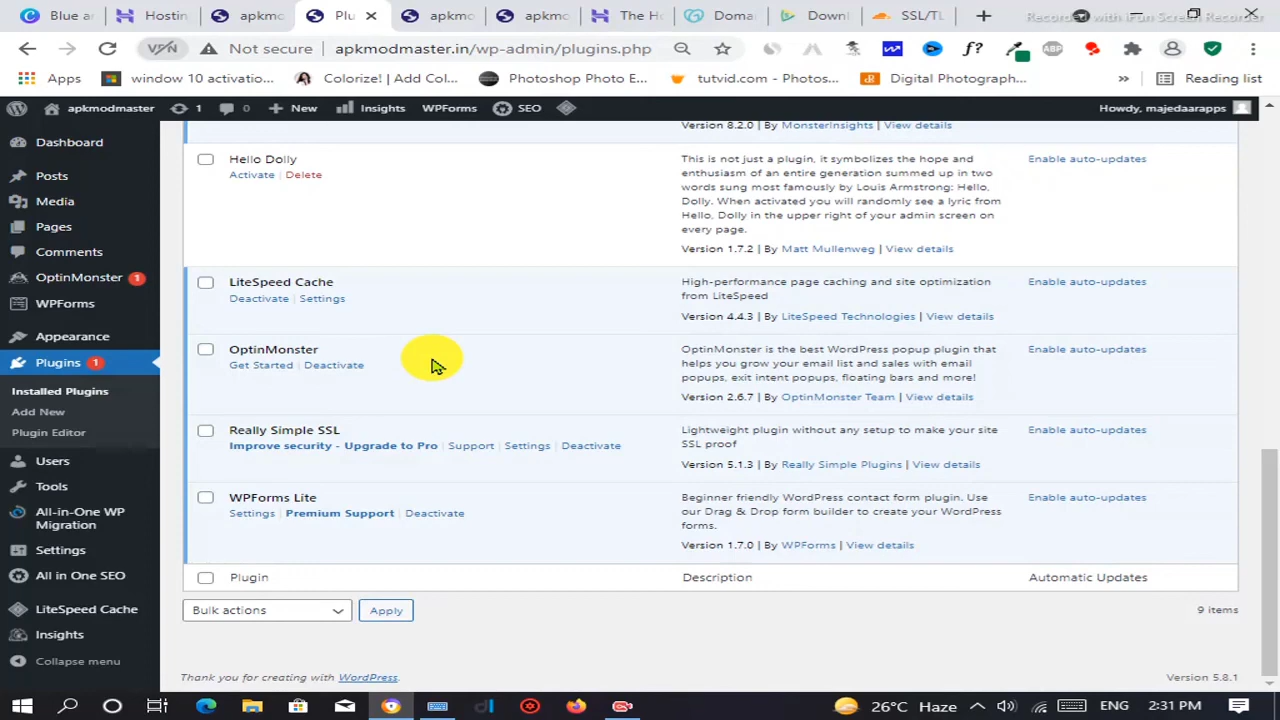 Blue ar
Hostin
apkmo
Plu
apkmo
apkmo
The Ho
Doma
Downl
SSL/TL
Recorded with iFun Screen Recorder
VPN
Not secure
apkmodmaster.in/wp-admin/plugins.php
f?
ABP
Apps
window 10 activatio...
Colorize! | Add Col...
Photoshop Photo E...
tutvid.com - Photos...
Digital Photograph...
»
Reading list
apkmodmaster
1
0
New
Insights
WPForms
SEO
Howdy, majedaarapps
Dashboard
Posts
Media
Pages
Comments
OptinMonster 1
WPForms
Appearance
Plugins 1
Installed Plugins
Add New
Plugin Editor
Users
Tools
All-in-One WP
Migration
Settings
All in One SEO
LiteSpeed Cache
Insights
Collapse menu
Version 8.2.0 | By MonsterInsights | View details
Hello Dolly
Activate | Delete
This is not just a plugin, it symbolizes the hope and
enthusiasm of an entire generation summed up in two
words sung most famously by Louis Armstrong: Hello,
Dolly. When activated you will randomly see a lyric from
Hello, Dolly in the upper right of your admin screen on
every page.
Version 1.7.2 | By Matt Mullenweg | View details
Enable auto-updates
LiteSpeed Cache
Deactivate | Settings
High-performance page caching and site optimization
from LiteSpeed
Version 4.4.3 | By LiteSpeed Technologies | View details
Enable auto-updates
OptinMonster
Get Started | Deactivate
OptinMonster is the best WordPress popup plugin that
helps you grow your email list and sales with email
popups, exit intent popups, floating bars and more!
Version 2.6.7 | By OptinMonster Team | View details
Enable auto-updates
Really Simple SSL
Improve security - Upgrade to Pro | Support | Settings | Deactivate
Lightweight plugin without any setup to make your site
SSL proof
Version 5.1.3 | By Really Simple Plugins | View details
Enable auto-updates
WPForms Lite
Settings | Premium Support | Deactivate
Beginner friendly WordPress contact form plugin. Use
our Drag & Drop form builder to create your WordPress
forms.
Version 1.7.0 | By WPForms | View details
Enable auto-updates
Plugin
Description
Automatic Updates
Bulk actions
Apply
9 items
Thank you for creating with WordPress.
Version 5.8.1
26°C Haze
ENG
2:31 PM